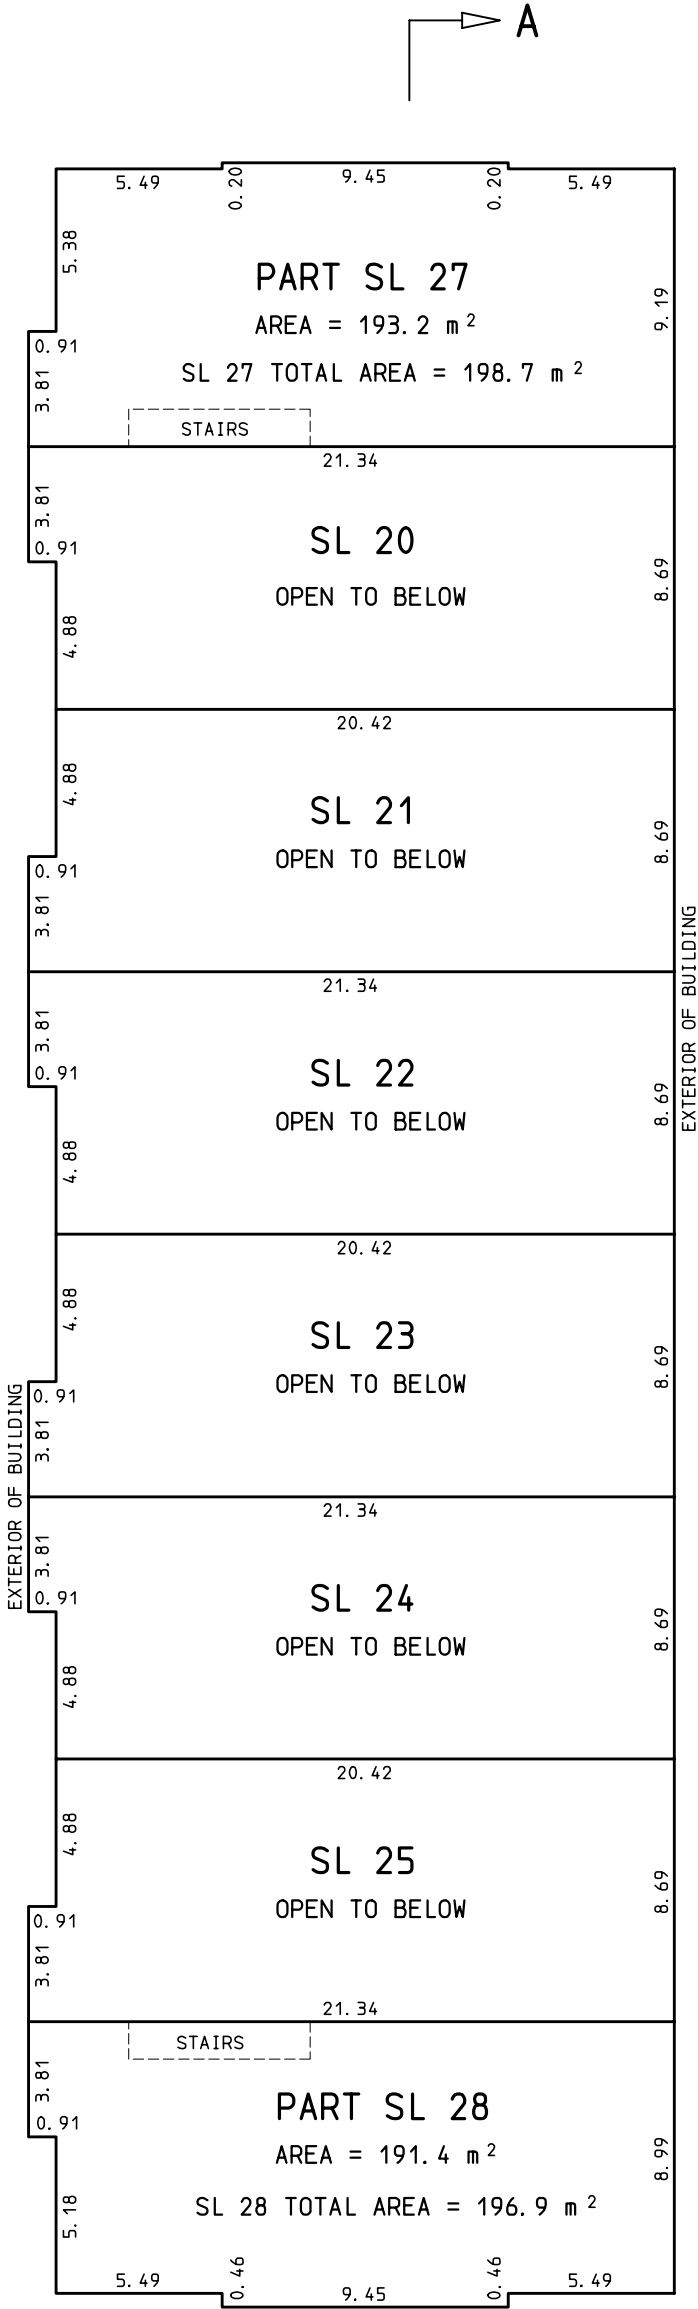 A
5.49
0.20
9.45
0.20
5.49
5.38
PART SL 27
9.19
AREA = 193.2 m²
0.91
SL 27 TOTAL AREA = 198.7 m²
3.81
STAIRS
21.34
3.81
SL 20
0.91
8.69
OPEN TO BELOW
4.88
20.42
4.88
SL 21
8.69
OPEN TO BELOW
0.91
3.81
EXTERIOR OF BUILDING
21.34
3.81
SL 22
0.91
8.69
OPEN TO BELOW
4.88
20.42
4.88
SL 23
8.69
OPEN TO BELOW
0.91
3.81
EXTERIOR OF BUILDING
21.34
3.81
SL 24
0.91
8.69
OPEN TO BELOW
4.88
20.42
4.88
SL 25
8.69
OPEN TO BELOW
0.91
3.81
21.34
STAIRS
3.81
PART SL 28
0.91
AREA = 191.4 m²
8.99
SL 28 TOTAL AREA = 196.9 m²
5.18
5.49
0.46
9.45
0.46
5.49